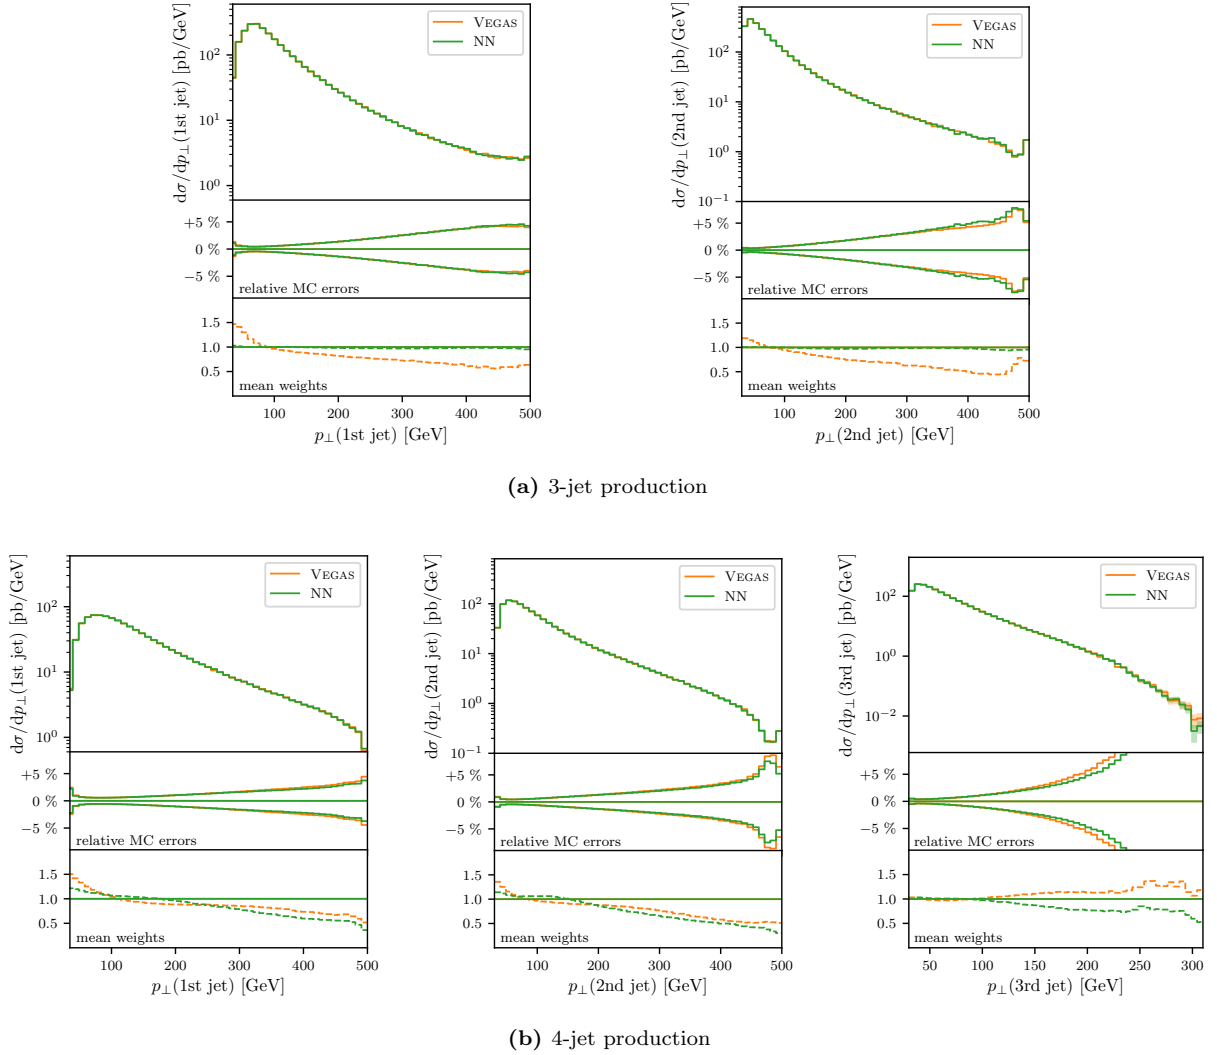 dσ/dp⊥(1st jet) [pb/GeV]
10²
10¹
10⁰
VEGAS
NN
+5 %
0 %
−5 %
relative MC errors
1.5
1.0
0.5
mean weights
100 200 300 400 500
p⊥(1st jet) [GeV]
dσ/dp⊥(2nd jet) [pb/GeV]
10²
10¹
10⁰
10⁻¹
VEGAS
NN
+5 %
0 %
−5 %
relative MC errors
1.5
1.0
0.5
mean weights
100 200 300 400 500
p⊥(2nd jet) [GeV]
(a) 3-jet production
dσ/dp⊥(1st jet) [pb/GeV]
10²
10¹
10⁰
VEGAS
NN
+5 %
0 %
−5 %
relative MC errors
1.5
1.0
0.5
mean weights
100 200 300 400 500
p⊥(1st jet) [GeV]
dσ/dp⊥(2nd jet) [pb/GeV]
10²
10¹
10⁰
10⁻¹
VEGAS
NN
+5 %
0 %
−5 %
relative MC errors
1.5
1.0
0.5
mean weights
100 200 300 400 500
p⊥(2nd jet) [GeV]
dσ/dp⊥(3rd jet) [pb/GeV]
10²
10⁰
10⁻²
VEGAS
NN
+5 %
0 %
−5 %
relative MC errors
1.5
1.0
0.5
mean weights
50 100 150 200 250 300
p⊥(3rd jet) [GeV]
(b) 4-jet production